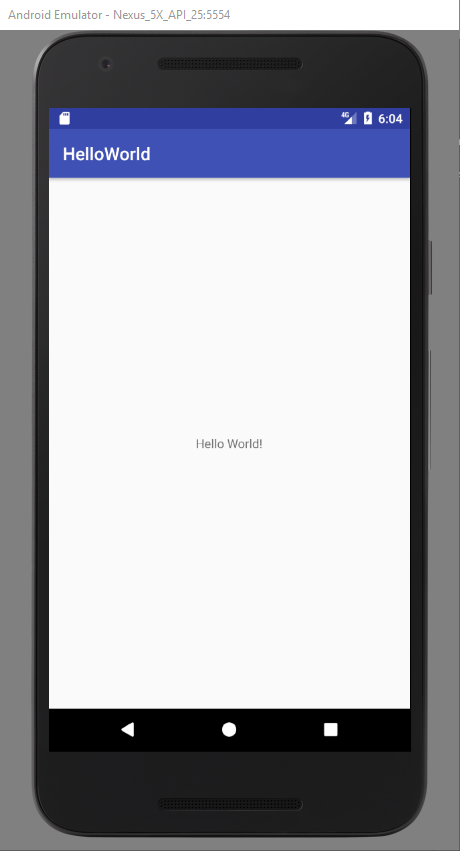 Android Emulator - Nexus_5X_API_25:5554
4G 6:04
HelloWorld
Hello World!